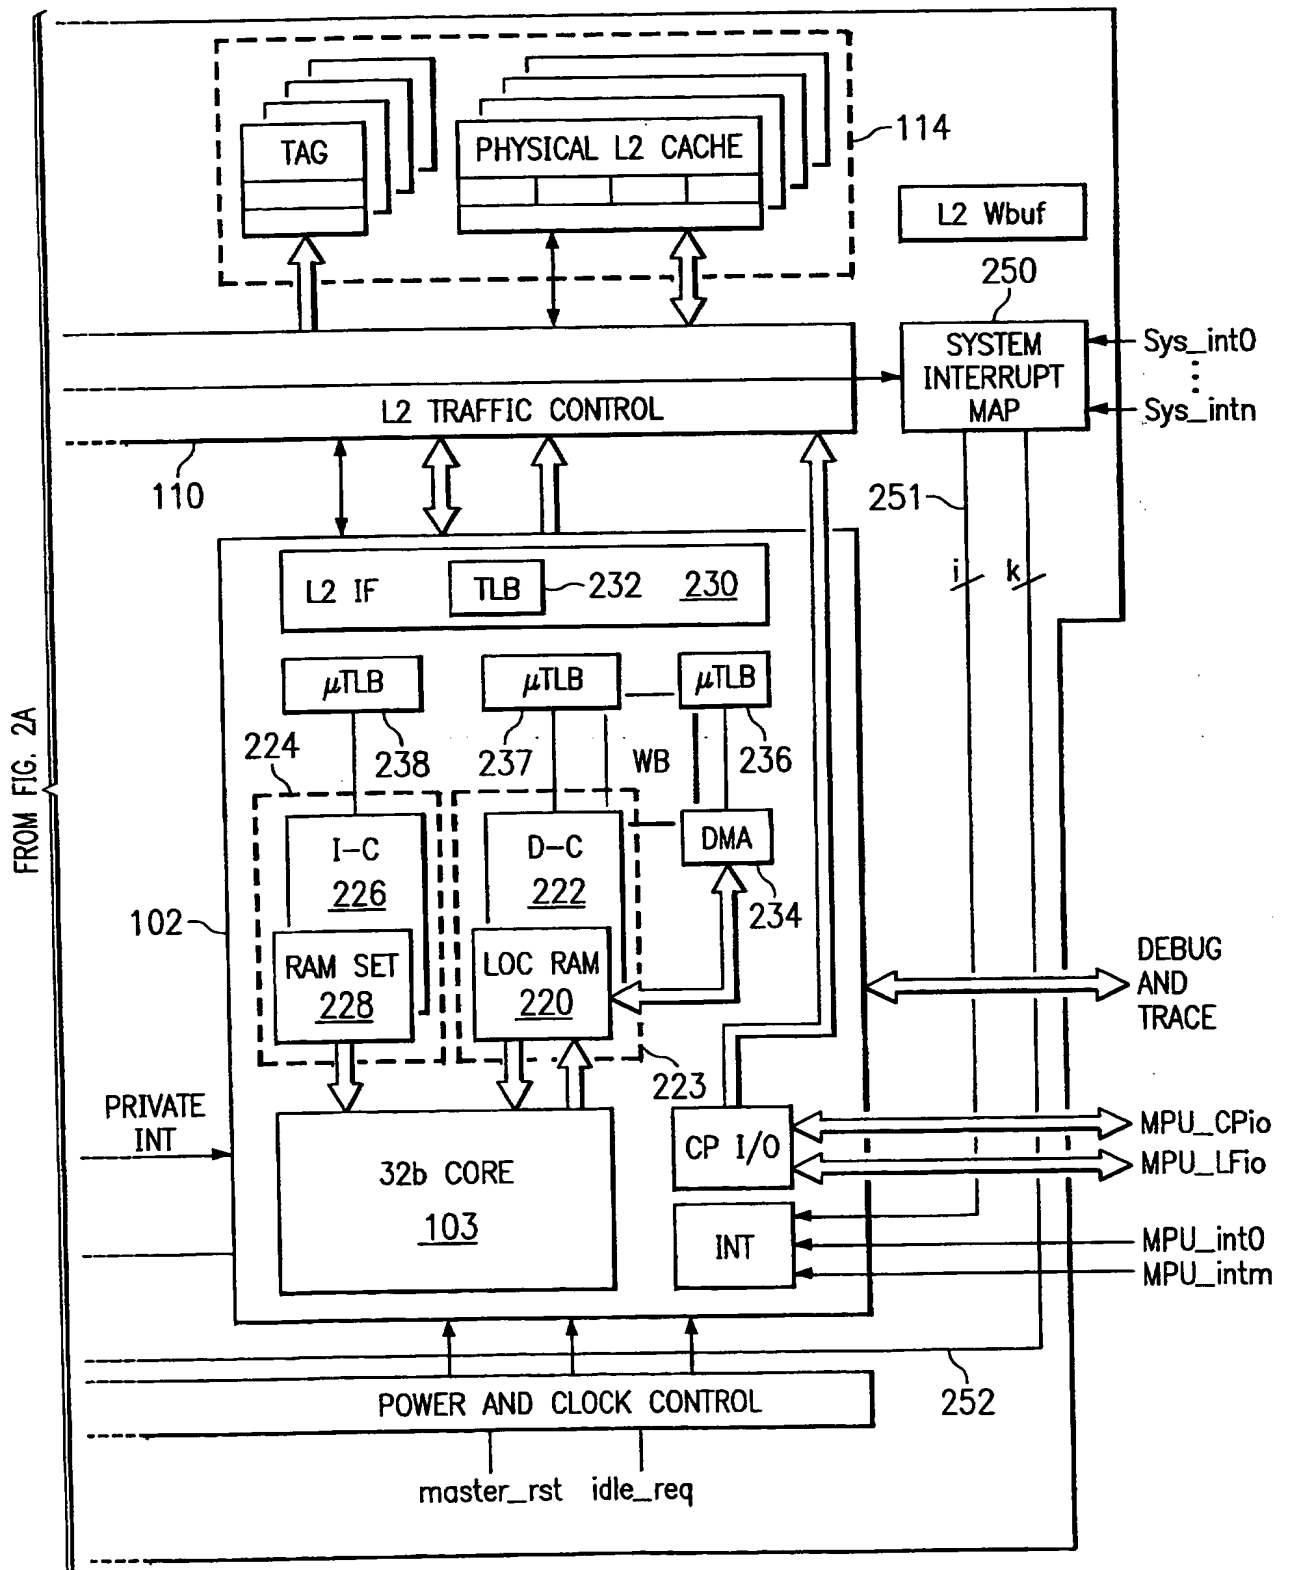 TAG
PHYSICAL L2 CACHE
114
L2 Wbuf
250
SYSTEM
INTERRUPT
MAP
Sys_int0
Sys_intn
L2 TRAFFIC CONTROL
110
251
i
k
L2 IF
TLB
232
230
μTLB
μTLB
μTLB
FROM FIG. 2A
224
238
237
WB
236
I-C
226
D-C
222
DMA
234
102
RAM SET
228
LOC RAM
220
DEBUG
AND
TRACE
223
PRIVATE
INT
32b CORE
103
CP I/O
MPU_CPio
MPU_LFio
INT
MPU_int0
MPU_intm
252
POWER AND CLOCK CONTROL
master_rst
idle_req